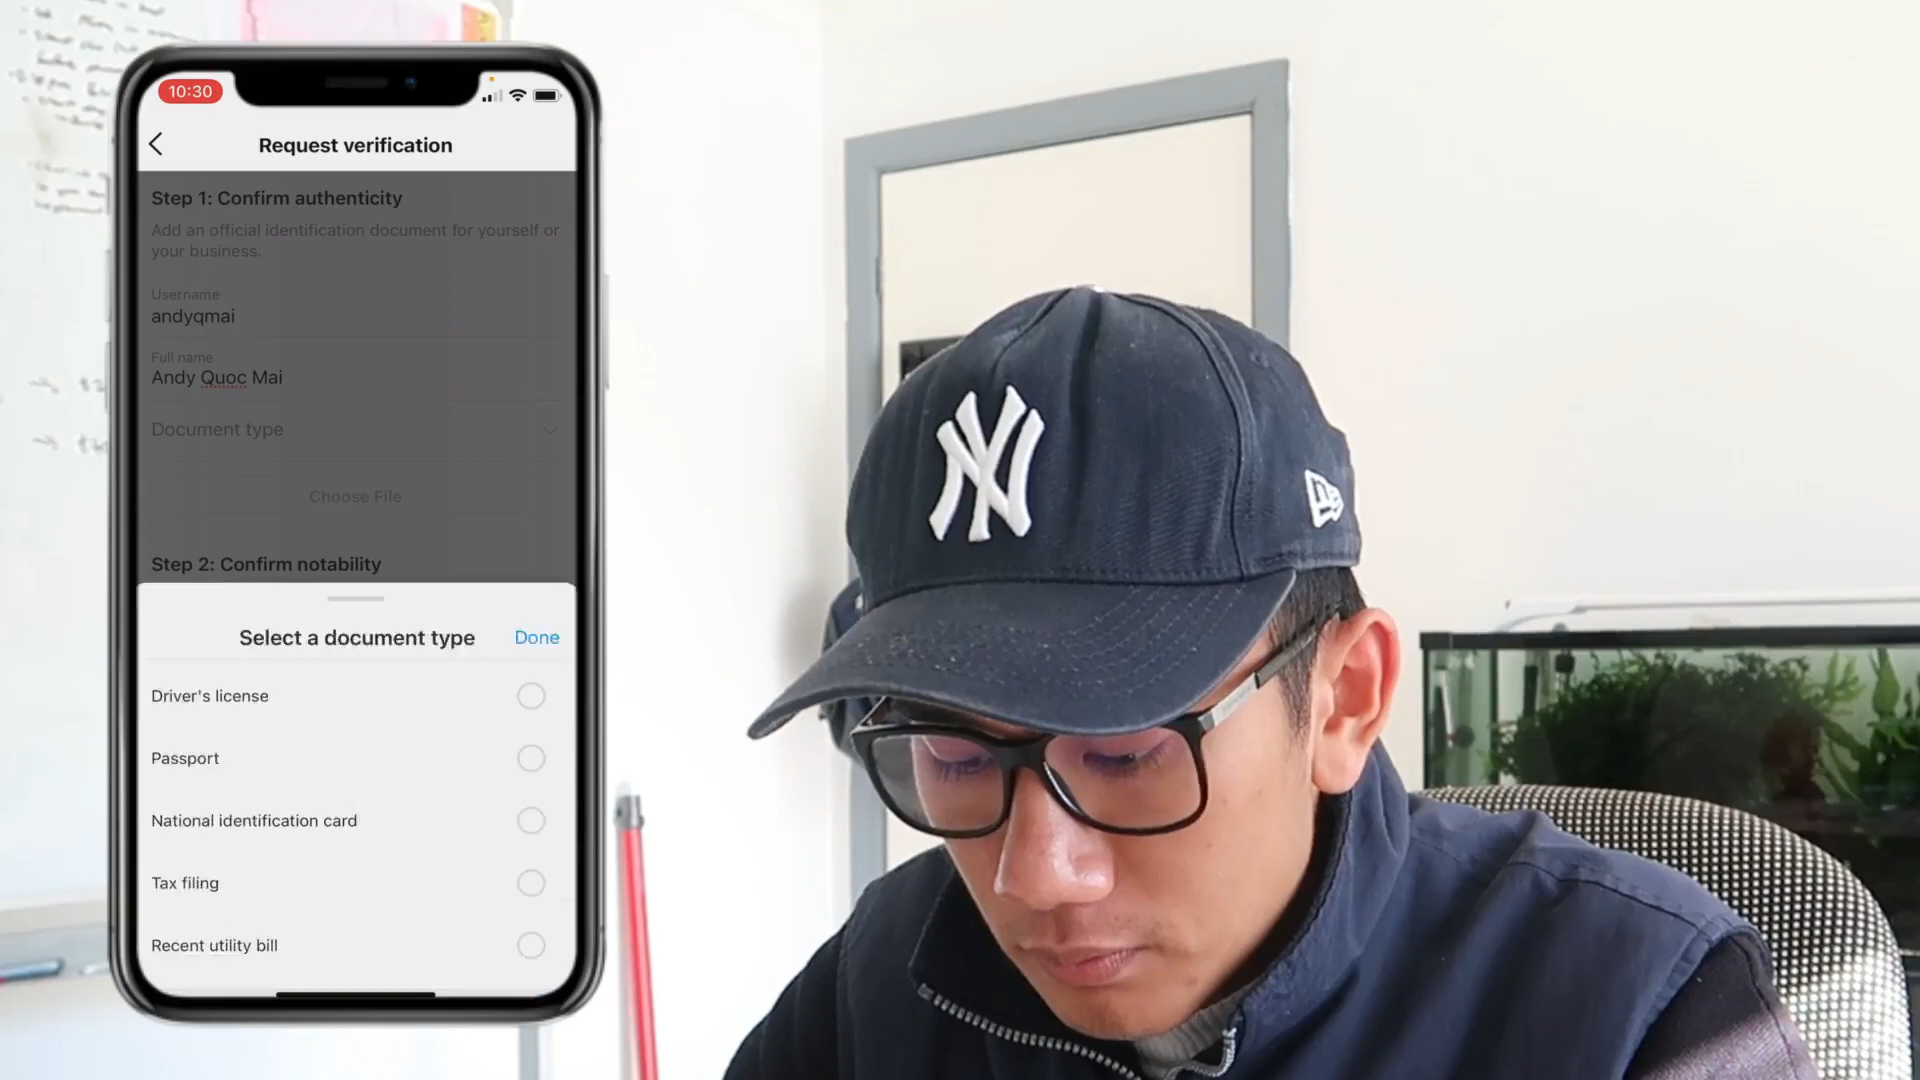 10:30
Request verification
Step 1: Confirm authenticity
Add an official identification document for yourself or
your business.
Username
andyqmai
Full name
Andy Quoc Mai
Document type
Choose File
Step 2: Confirm notability
Select a document type
Done
Driver's license
Passport
National identification card
Tax filing
Recent utility bill
NY